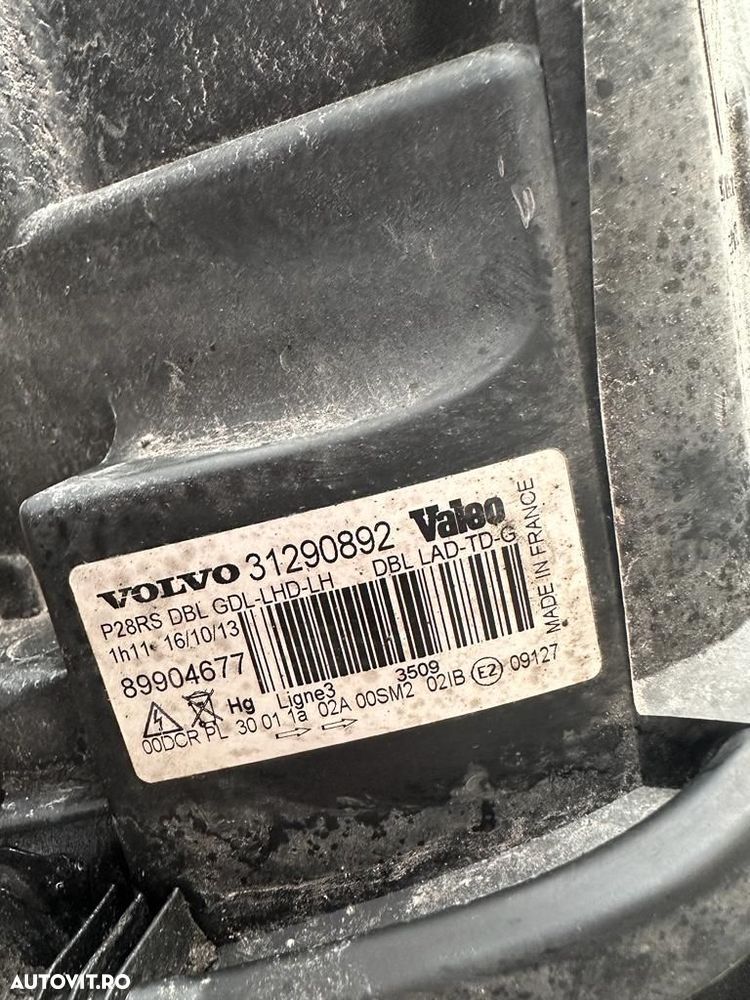 VOLVO 31290892 Valeo
P28RS DBL GDL-LHD-LH DBL LAD-TD-G
1h11 16/10/13
89904677
Hg Ligne3 3509
00DCR PL 30 01 1a 02A 00SM2 02IB E2 09127
MADE IN FRANCE
AUTOVIT.RO